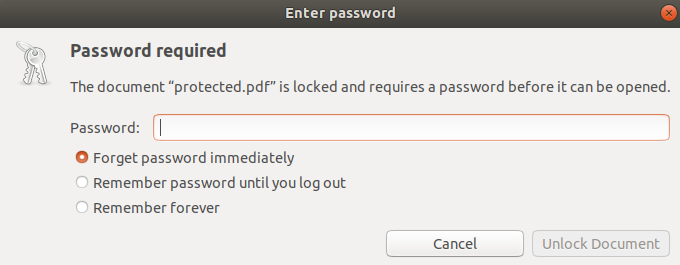 Enter password
Password required
The document “protected.pdf” is locked and requires a password before it can be opened.
Password:
Forget password immediately
Remember password until you log out
Remember forever
Cancel Unlock Document